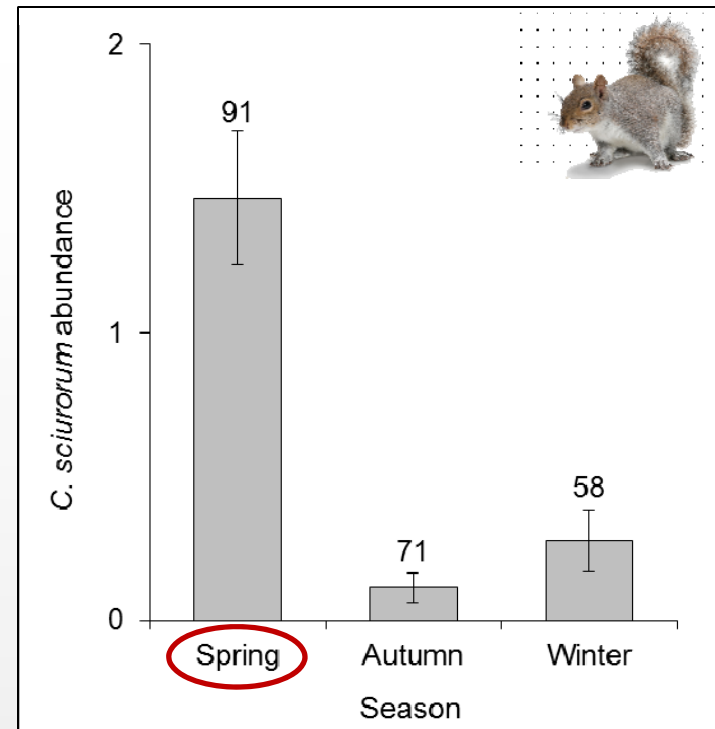 2
91
C. sciurorum abundance
1
58
71
0
Spring
Autumn
Winter
Season